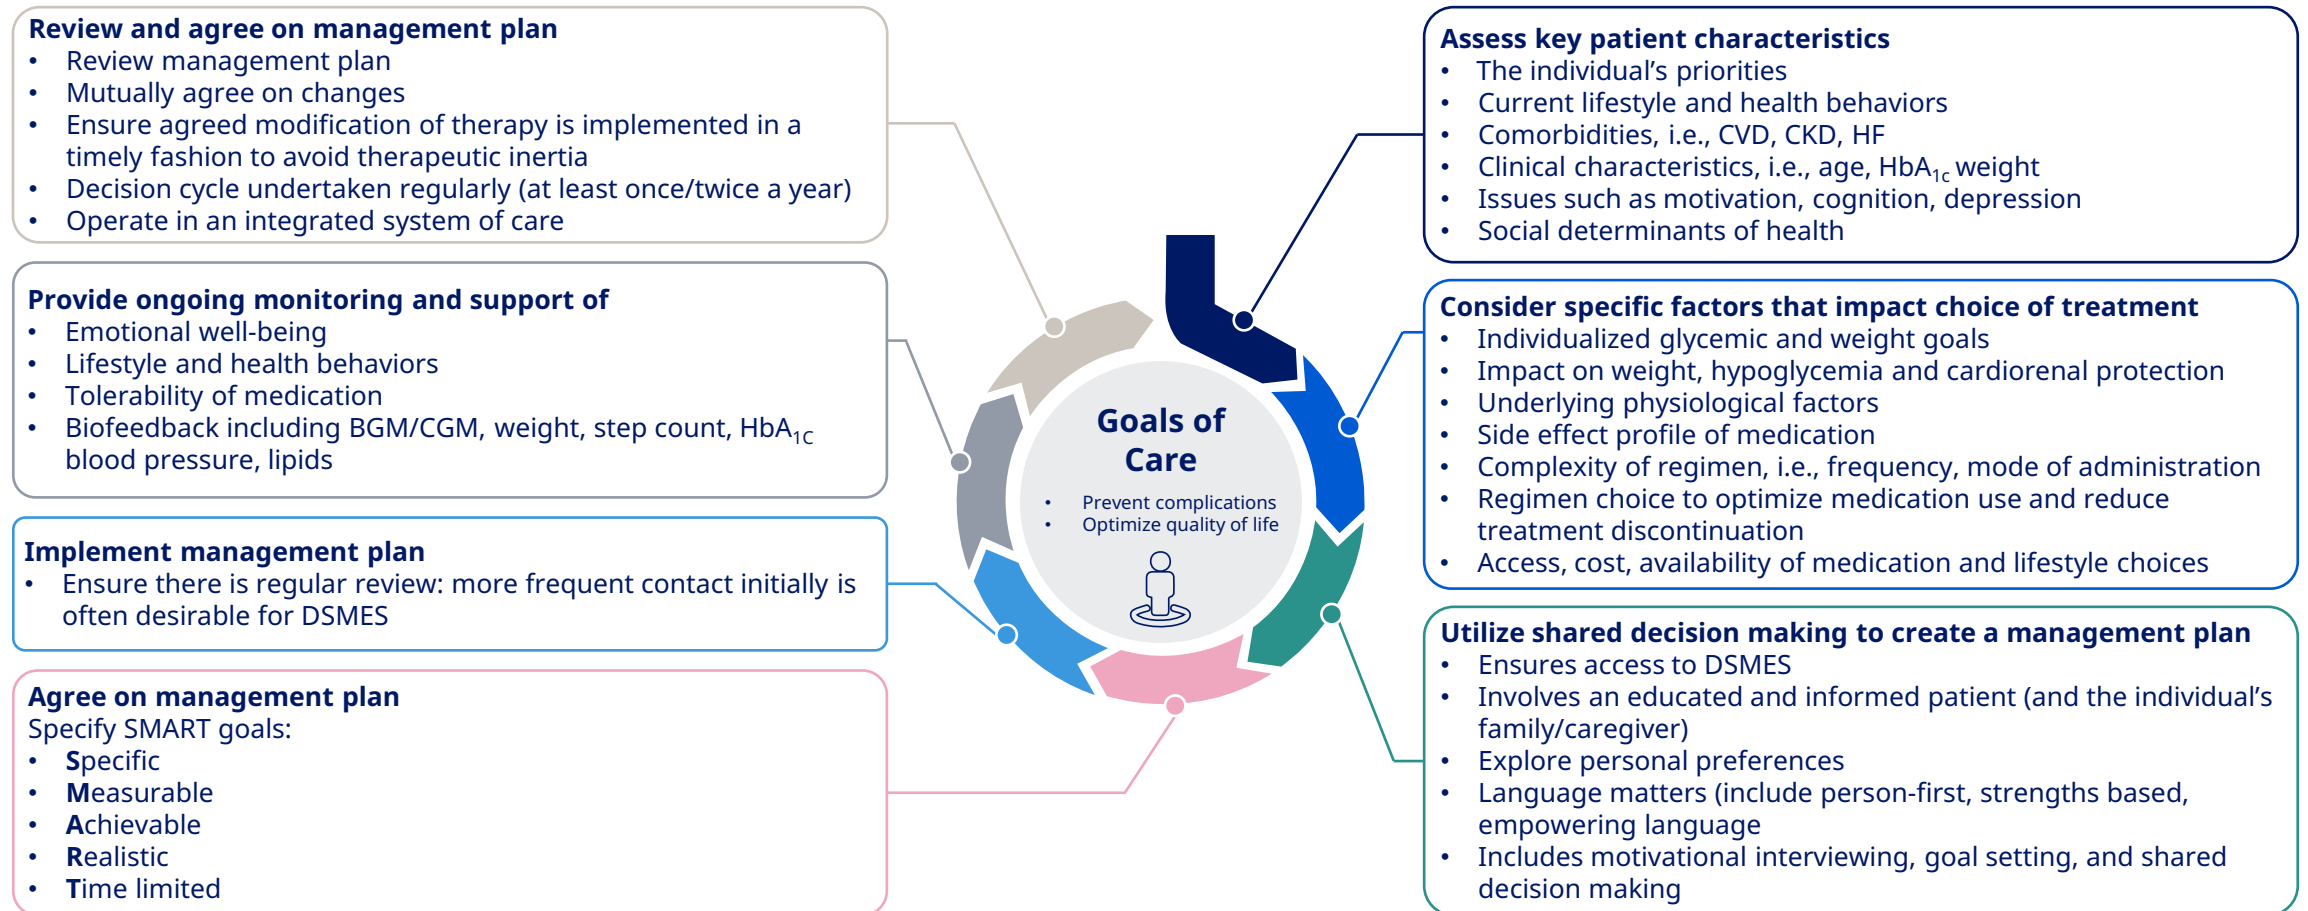 Review and agree on management plan
• Review management plan
• Mutually agree on changes
• Ensure agreed modification of therapy is implemented in a
timely fashion to avoid therapeutic inertia
• Decision cycle undertaken regularly (at least once/twice a year)
• Operate in an integrated system of care
Provide ongoing monitoring and support of
• Emotional well-being
• Lifestyle and health behaviors
• Tolerability of medication
• Biofeedback including BGM/CGM, weight, step count, HbA1C
blood pressure, lipids
Implement management plan
• Ensure there is regular review: more frequent contact initially is
often desirable for DSMES
Agree on management plan
Specify SMART goals:
• Specific
• Measurable
• Achievable
• Realistic
• Time limited
Goals of
Care
• Prevent complications
• Optimize quality of life
Assess key patient characteristics
• The individual’s priorities
• Current lifestyle and health behaviors
• Comorbidities, i.e., CVD, CKD, HF
• Clinical characteristics, i.e., age, HbA1c weight
• Issues such as motivation, cognition, depression
• Social determinants of health
Consider specific factors that impact choice of treatment
• Individualized glycemic and weight goals
• Impact on weight, hypoglycemia and cardiorenal protection
• Underlying physiological factors
• Side effect profile of medication
• Complexity of regimen, i.e., frequency, mode of administration
• Regimen choice to optimize medication use and reduce
treatment discontinuation
• Access, cost, availability of medication and lifestyle choices
Utilize shared decision making to create a management plan
• Ensures access to DSMES
• Involves an educated and informed patient (and the individual’s
family/caregiver)
• Explore personal preferences
• Language matters (include person-first, strengths based,
empowering language
• Includes motivational interviewing, goal setting, and shared
decision making